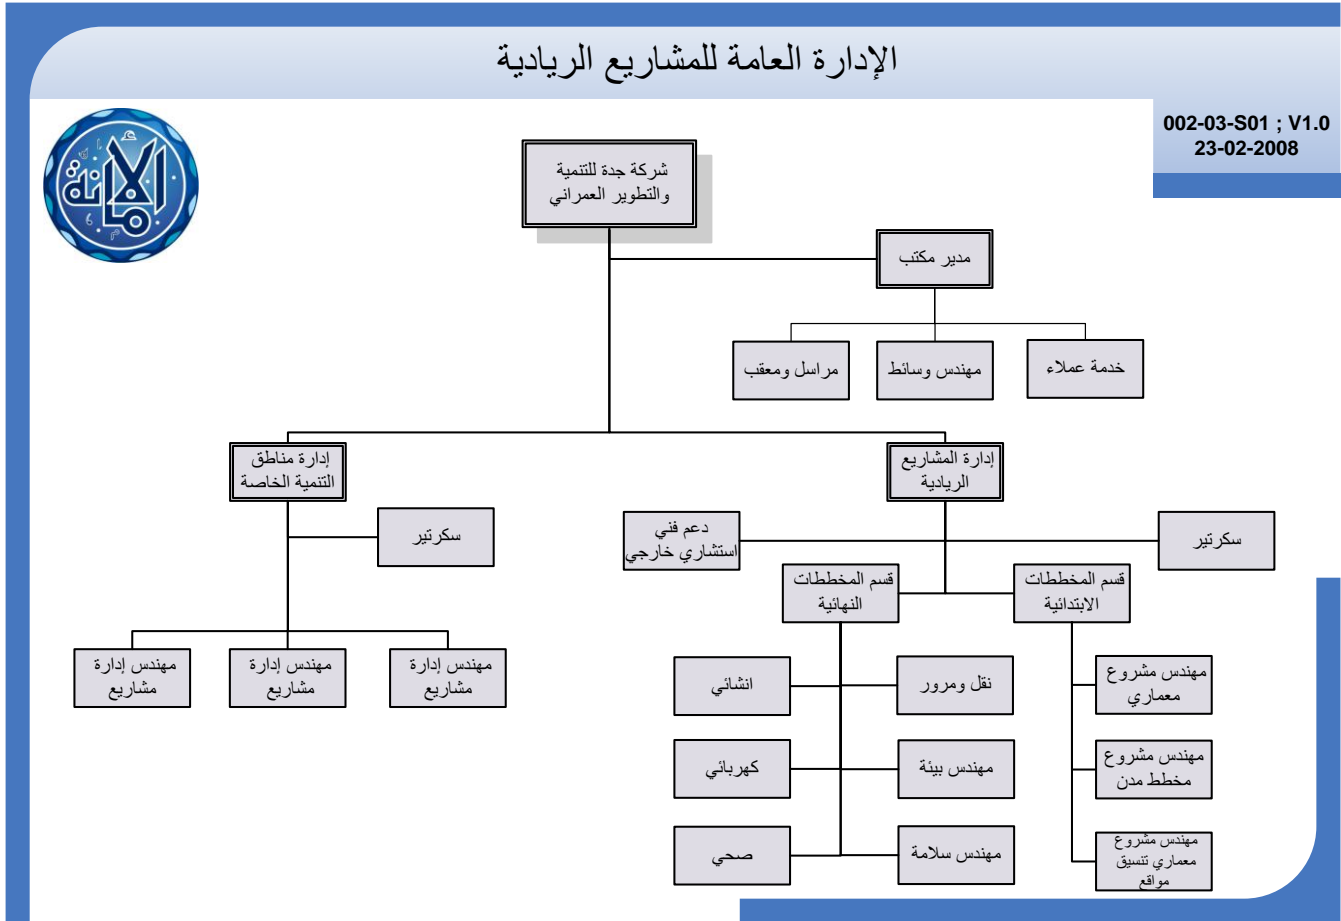 الإدارة العامة للمشاريع الريادية
002-03-S01 ; V1.0
23-02-2008
الأمانة
شركة جدة للتنمية
والتطوير العمراني
مدير مكتب
خدمة عملاء
مهندس وسائط
مراسل ومعقب
إدارة المشاريع
الريادية
إدارة مناطق
التنمية الخاصة
سكرتير
دعم فني
استشاري خارجي
سكرتير
قسم المخططات
الابتدائية
قسم المخططات
النهائية
مهندس إدارة
مشاريع
مهندس إدارة
مشاريع
مهندس إدارة
مشاريع
مهندس مشروع
معماري
نقل ومرور
انشائي
مهندس مشروع
مخطط مدن
مهندس بيئة
كهربائي
مهندس مشروع
معماري تنسيق
مواقع
مهندس سلامة
صحي